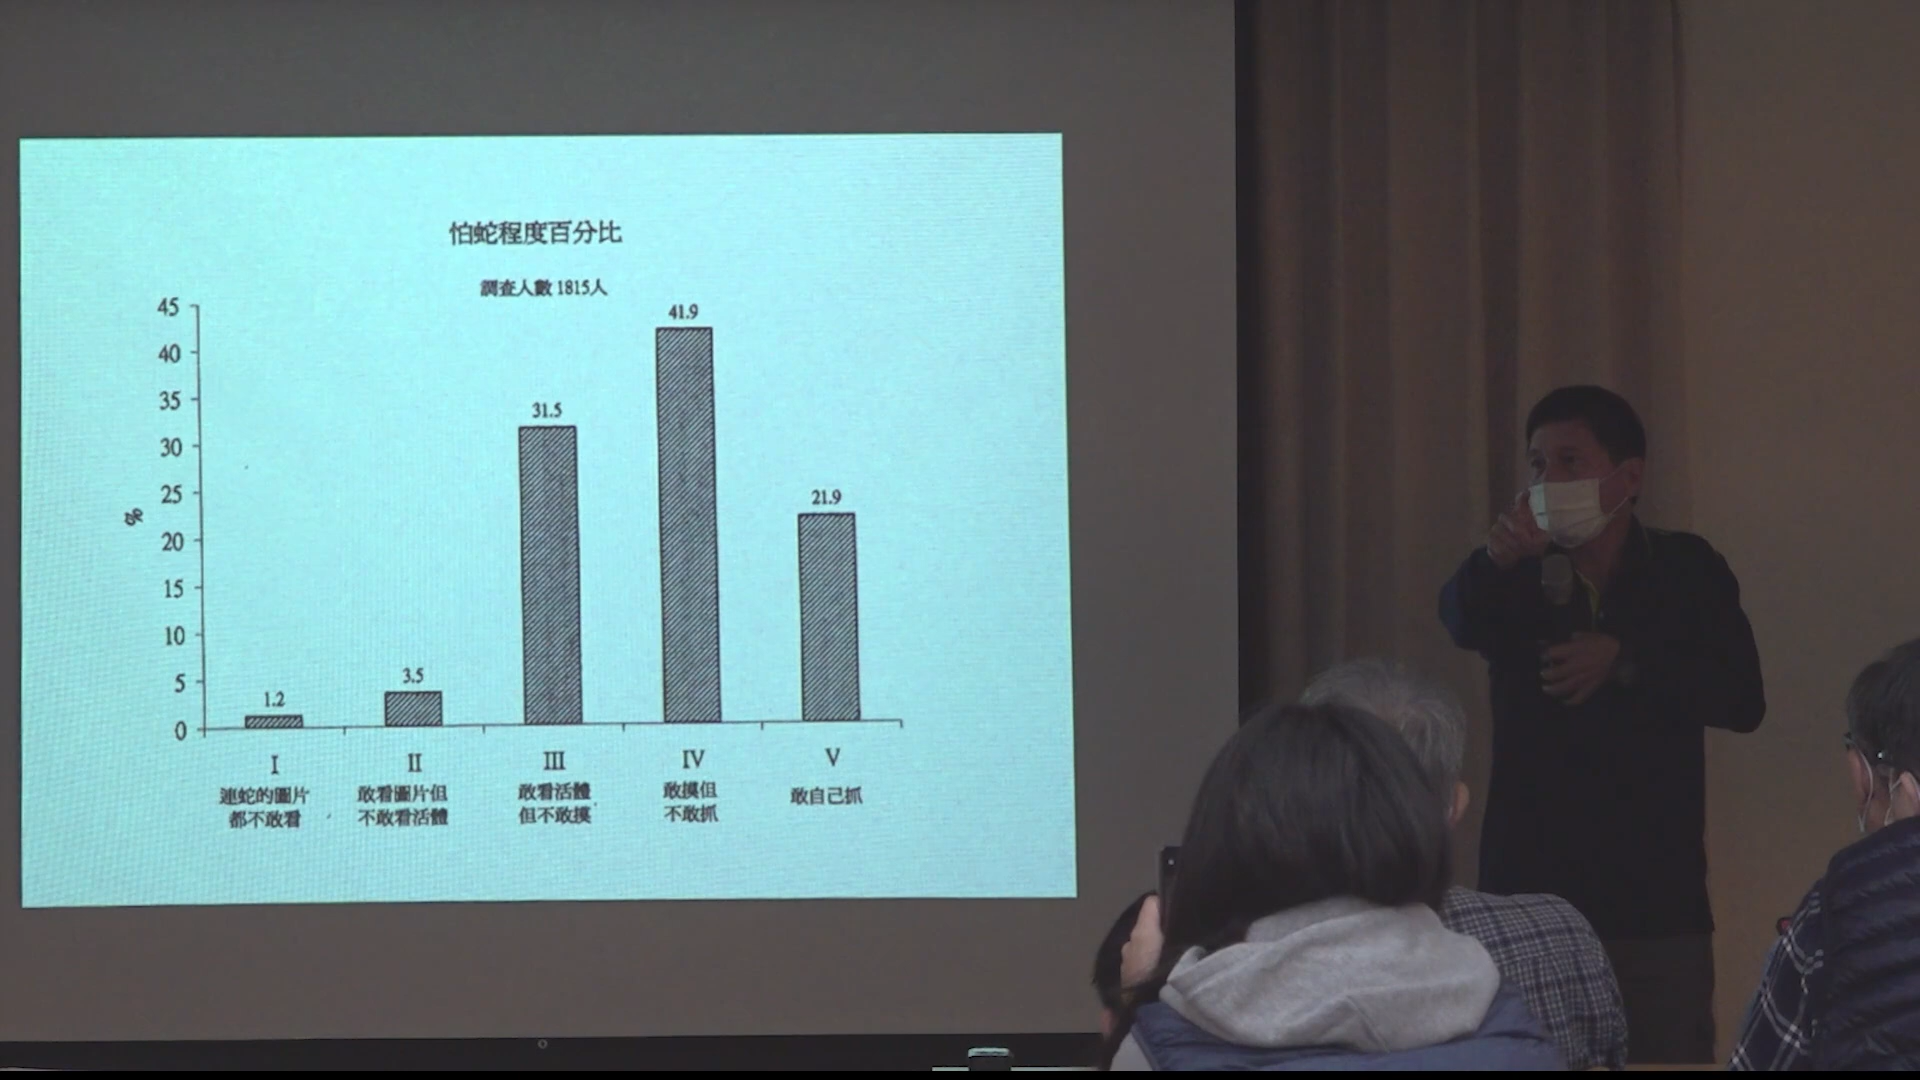 怕蛇程度百分比
調查人數 1815人
45
40
35
30
25
20
15
10
5
0
%
1.2
3.5
31.5
41.9
21.9
I
II
III
IV
V
連蛇的圖片
都不敢看
敢看圖片但
不敢看活體
敢看活體
但不敢摸
敢摸但
不敢抓
敢自己抓